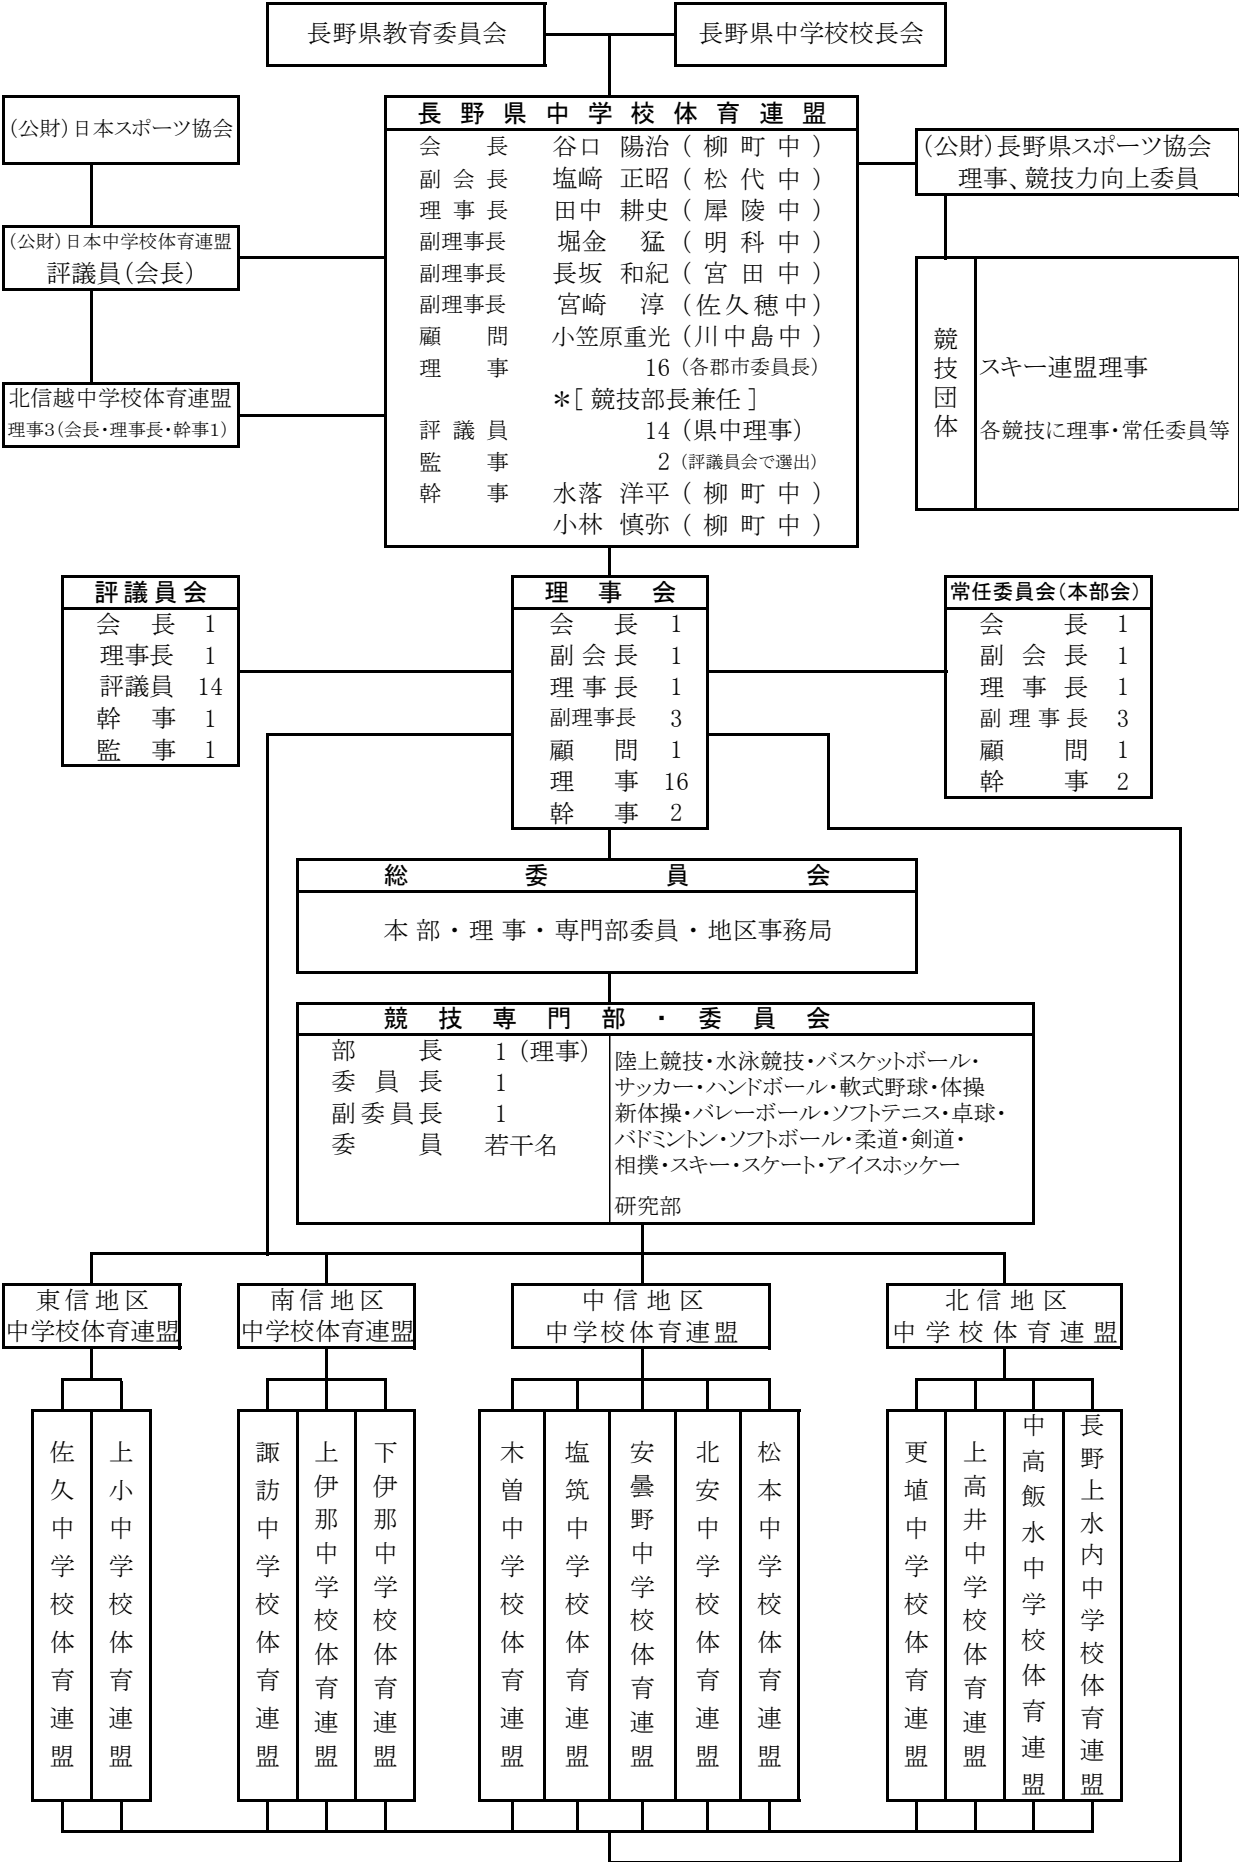 長野県教育委員会
長野県中学校校長会
(公財)日本スポーツ協会
(公財)日本中学校体育連盟
評議員(会長)
北信越中学校体育連盟
理事3(会長・理事長・幹事1)
長野県中学校体育連盟
会長 谷口 陽治 (柳町中)
副会長 塩﨑 正昭 (松代中)
理事長 田中 耕史 (犀陵中)
副理事長 堀金 猛 (明科中)
副理事長 長坂 和紀 (宮田中)
副理事長 宮崎 淳 (佐久穂中)
顧問 小笠原重光 (川中島中)
理事 16 (各郡市委員長)
*[ 競技部長兼任 ]
評議員 14 (県中理事)
監事 2 (評議員会で選出)
幹事 水落 洋平 (柳町中)
小林 慎弥 (柳町中)
(公財)長野県スポーツ協会
理事、競技力向上委員
競技団体
スキー連盟理事
各競技に理事・常任委員等
評議員会
会長 1
理事長 1
評議員 14
幹事 1
監事 1
理事会
会長 1
副会長 1
理事長 1
副理事長 3
顧問 1
理事 16
幹事 2
常任委員会(本部会)
会長 1
副会長 1
理事長 1
副理事長 3
顧問 1
幹事 2
総委員会
本部・理事・専門部委員・地区事務局
競技専門部・委員会
部長 1 (理事)
委員長 1
副委員長 1
委員 若干名
陸上競技・水泳競技・バスケットボール・
サッカー・ハンドボール・軟式野球・体操
新体操・バレーボール・ソフトテニス・卓球・
バドミントン・ソフトボール・柔道・剣道・
相撲・スキー・スケート・アイスホッケー
研究部
東信地区
中学校体育連盟
南信地区
中学校体育連盟
中信地区
中学校体育連盟
北信地区
中学校体育連盟
佐久中学校体育連盟
上小中学校体育連盟
諏訪中学校体育連盟
上伊那中学校体育連盟
下伊那中学校体育連盟
木曽中学校体育連盟
塩筑中学校体育連盟
安曇野中学校体育連盟
北安中学校体育連盟
松本中学校体育連盟
更埴中学校体育連盟
上高井中学校体育連盟
中高飯水中学校体育連盟
長野上水内中学校体育連盟